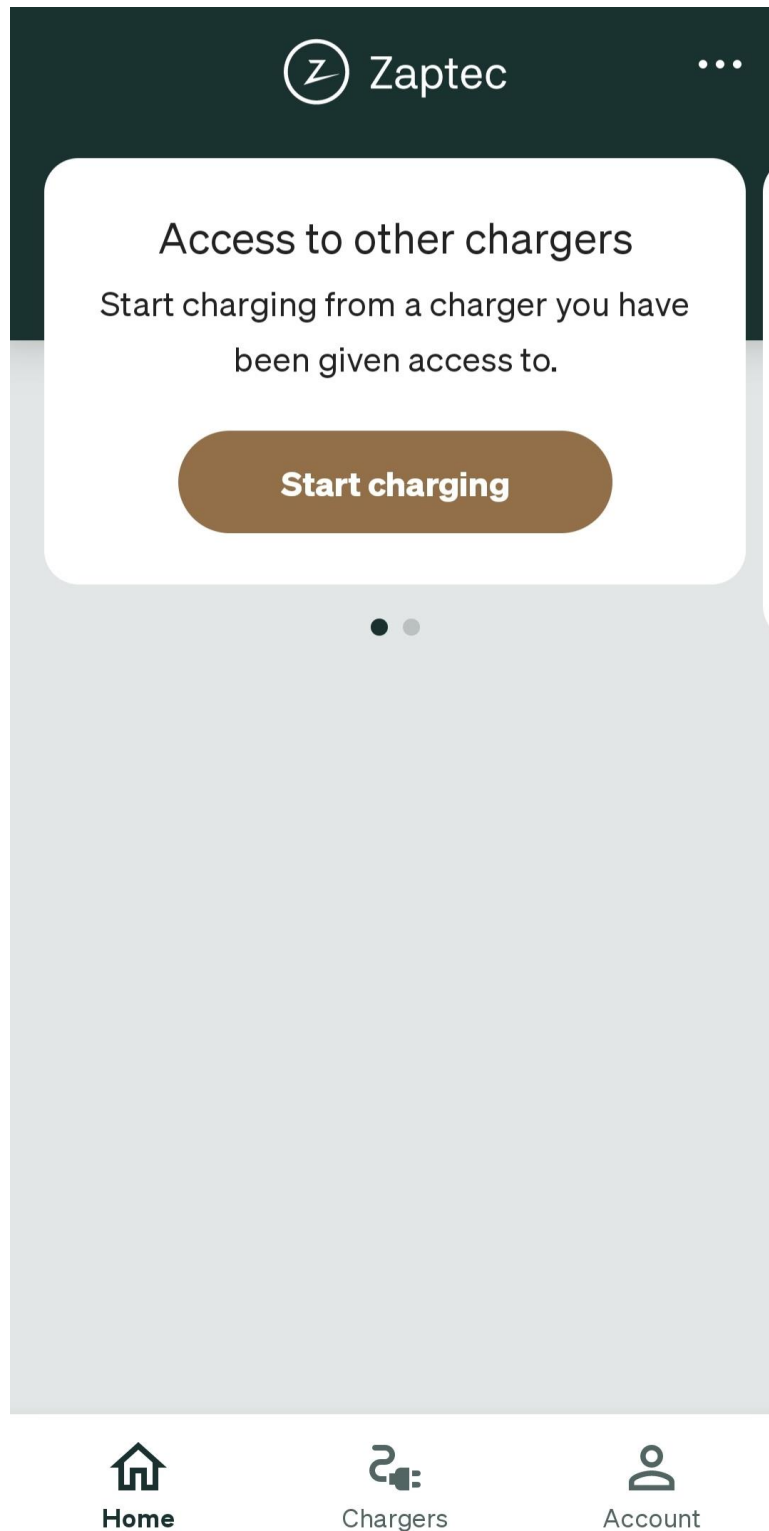 Zaptec
Access to other chargers
Start charging from a charger you have
been given access to.
Start charging
Home
Chargers
Account